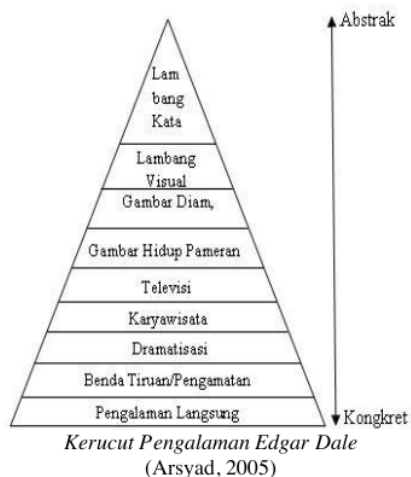 Abstrak
Lam
bang
Kata
Lambang
Visual
Gambar Diam,
Gambar Hidup Pameran
Televisi
Karyawisata
Dramatisasi
Benda Tiruan/Pengamatan
Pengalaman Langsung
Kongkret
Kerucut Pengalaman Edgar Dale
(Arsyad, 2005)